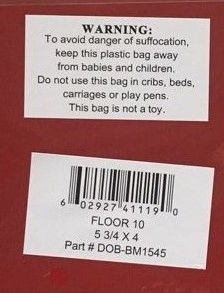 WARNING:
To avoid danger of suffocation,
keep this plastic bag away
from babies and children.
Do not use this bag in cribs, beds,
carriages or play pens.
This bag is not a toy.
6 02927 41119 0
FLOOR 10
5 3/4 X 4
Part # DOB-BM1545